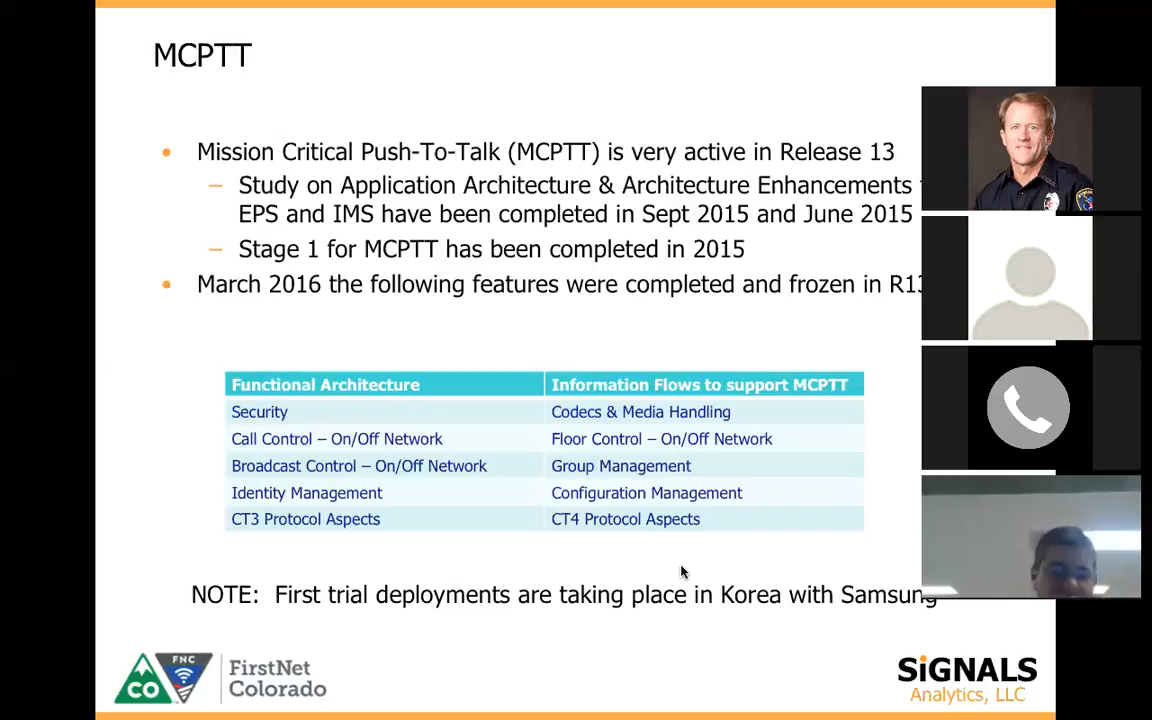 MCPTT
• Mission Critical Push-To-Talk (MCPTT) is very active in Release 13
– Study on Application Architecture & Architecture Enhancements
EPS and IMS have been completed in Sept 2015 and June 2015
– Stage 1 for MCPTT has been completed in 2015
• March 2016 the following features were completed and frozen in R13
Functional Architecture Information Flows to support MCPTT
Security Codecs & Media Handling
Call Control – On/Off Network Floor Control – On/Off Network
Broadcast Control – On/Off Network Group Management
Identity Management Configuration Management
CT3 Protocol Aspects CT4 Protocol Aspects
NOTE: First trial deployments are taking place in Korea with Samsung
FNC
CO
FirstNet
Colorado
SiGNALS
Analytics, LLC